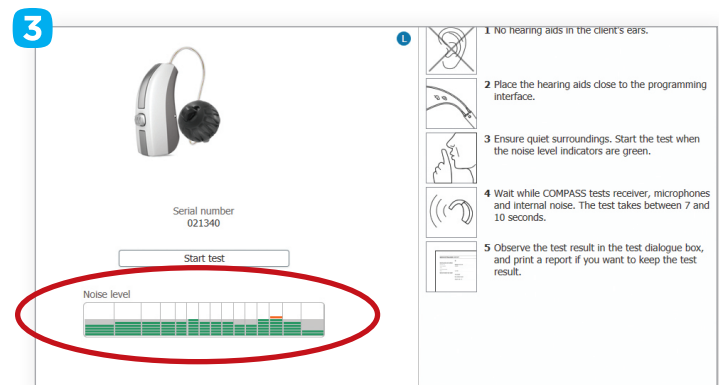 3
L
1 No hearing aids in the client's ears.
2 Place the hearing aids close to the programming
interface.
3 Ensure quiet surroundings. Start the test when
the noise level indicators are green.
4 Wait while COMPASS tests receiver, microphones
and internal noise. The test takes between 7 and
10 seconds.
5 Observe the test result in the test dialogue box,
and print a report if you want to keep the test
result.
Serial number
021340
Start test
Noise level